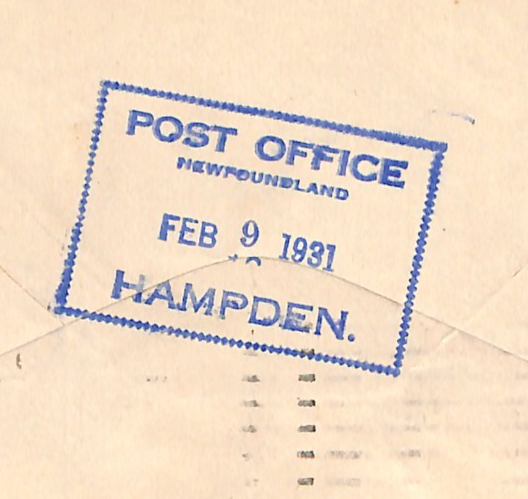 POST OFFICE
NEWFOUNDLAND
FEB 9 1931
HAMPDEN.